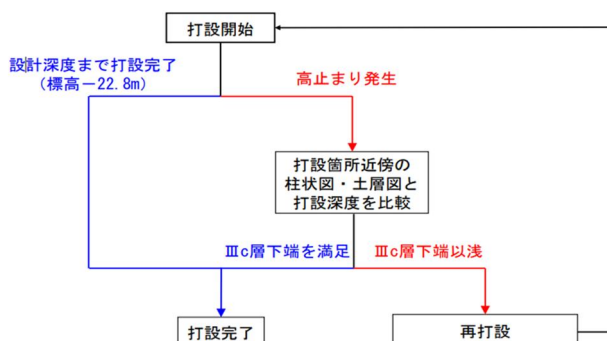 打設開始
設計深度まで打設完了
（標高－22.8m）
高止まり発生
打設箇所近傍の
柱状図・土層図と
打設深度を比較
Ⅲc層下端を満足
Ⅲc層下端以浅
打設完了
再打設